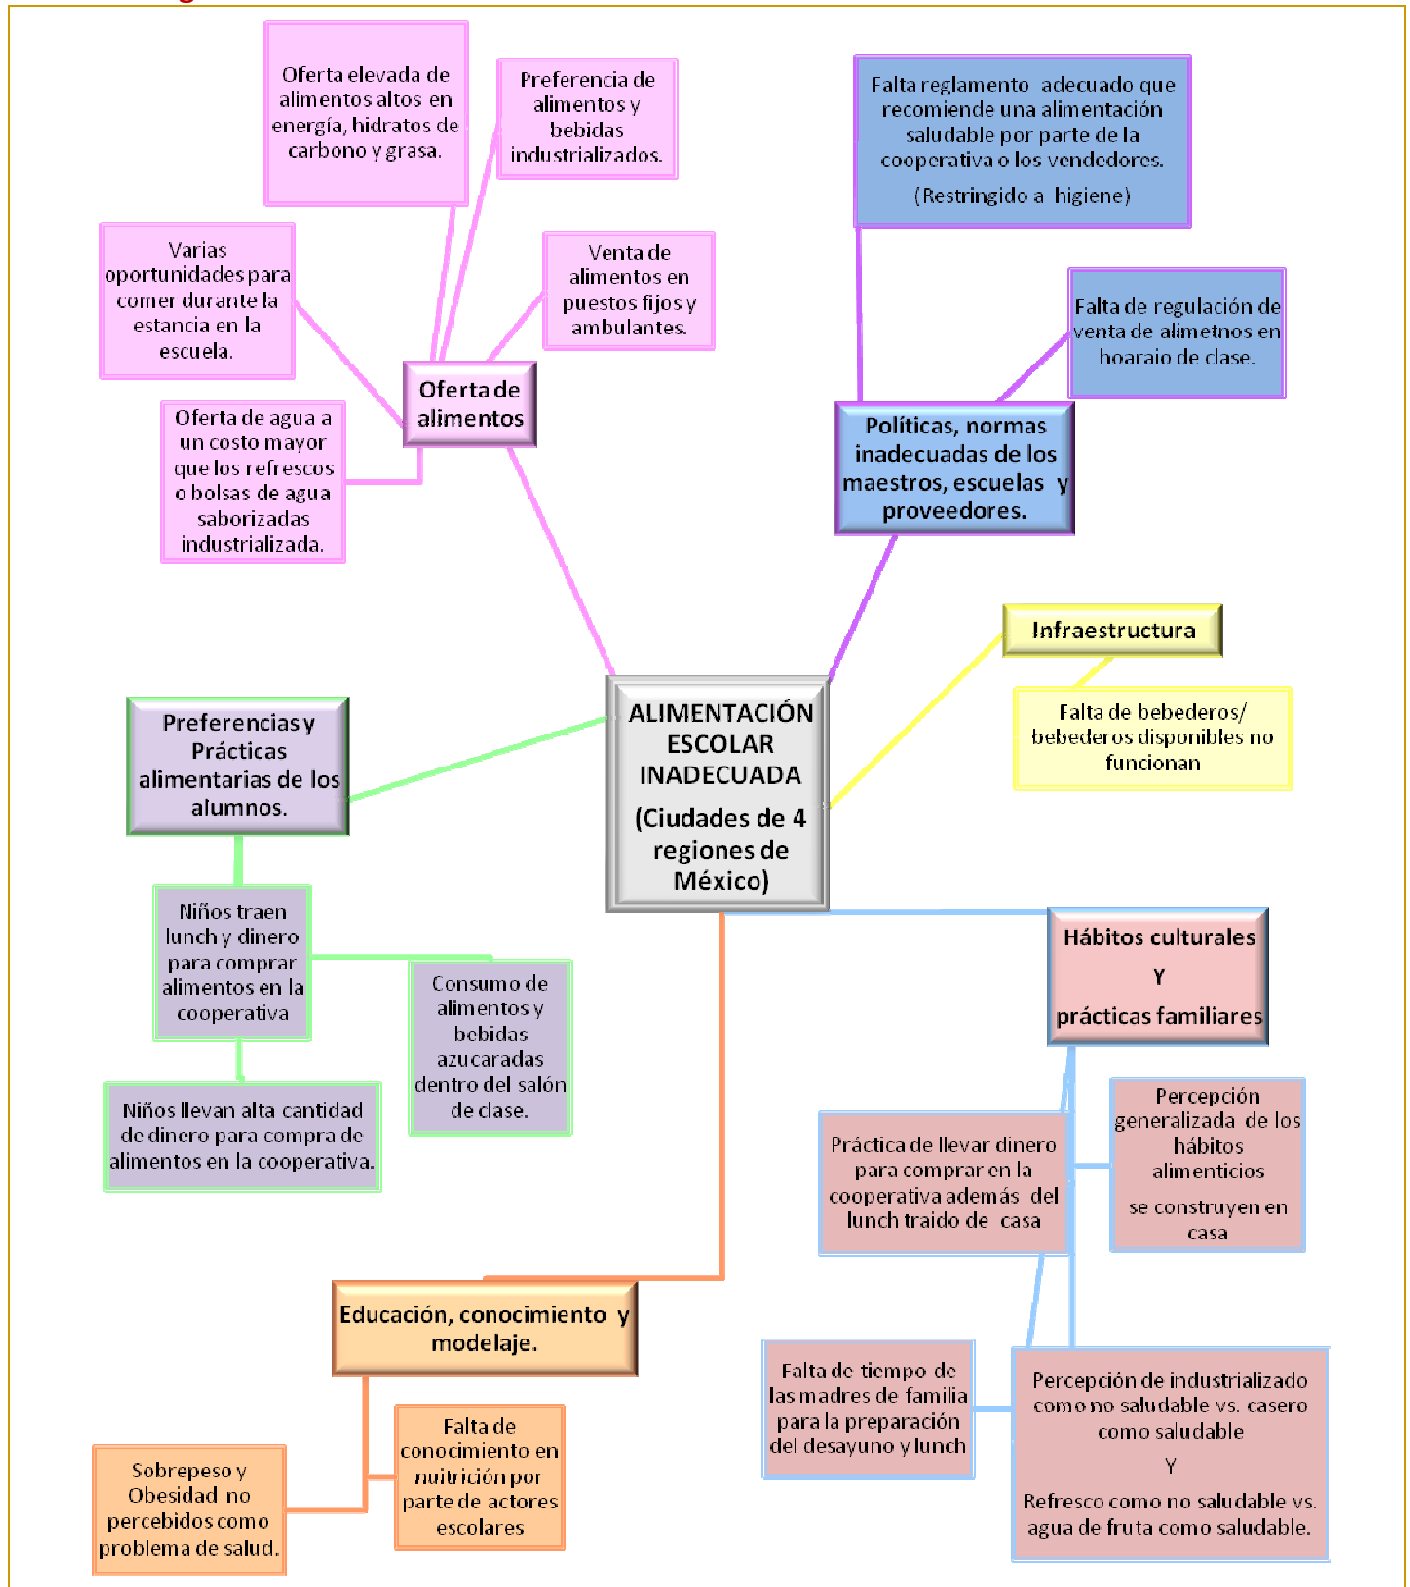 Oferta elevada de
alimentos altos en
energía, hidratos de
carbono y grasa.
Preferencia de
alimentos y
bebidas
industrializados.
Falta reglamento adecuado que
recomiende una alimentación
saludable por parte de la
cooperativa o los vendedores.
(Restringido a higiene)
Varias
oportunidades para
comer durante la
estancia en la
escuela.
Venta de
alimentos en
puestos fijos y
ambulantes.
Falta de regulación de
venta de alimetnos en
hoaraio de clase.
Oferta de
alimentos
Oferta de agua a
un costo mayor
que los refrescos
o bolsas de agua
saborizadas
industrializada.
Políticas, normas
inadecuadas de los
maestros, escuelas y
proveedores.
Infraestructura
Falta de bebederos/
bebederos disponibles no
funcionan
ALIMENTACIÓN
ESCOLAR
INADECUADA
(Ciudades de 4
regiones de
México)
Preferencias y
Prácticas
alimentarias de los
alumnos.
Niños traen
lunch y dinero
para comprar
alimentos en la
cooperativa
Consumo de
alimentos y
bebidas
azucaradas
dentro del salón
de clase.
Niños llevan alta cantidad
de dinero para compra de
alimentos en la cooperativa.
Hábitos culturales
Y
prácticas familiares
Práctica de llevar dinero
para comprar en la
cooperativa además del
lunch traido de casa
Percepción
generalizada de los
hábitos
alimenticios
se construyen en
casa
Falta de tiempo de
las madres de familia
para la preparación
del desayuno y lunch
Percepción de industrializado
como no saludable vs. casero
como saludable
Y
Refresco como no saludable vs.
agua de fruta como saludable.
Educación, conocimiento y
modelaje.
Falta de
conocimiento en
nuitrición por
parte de actores
escolares
Sobrepeso y
Obesidad no
percebidos como
problema de salud.